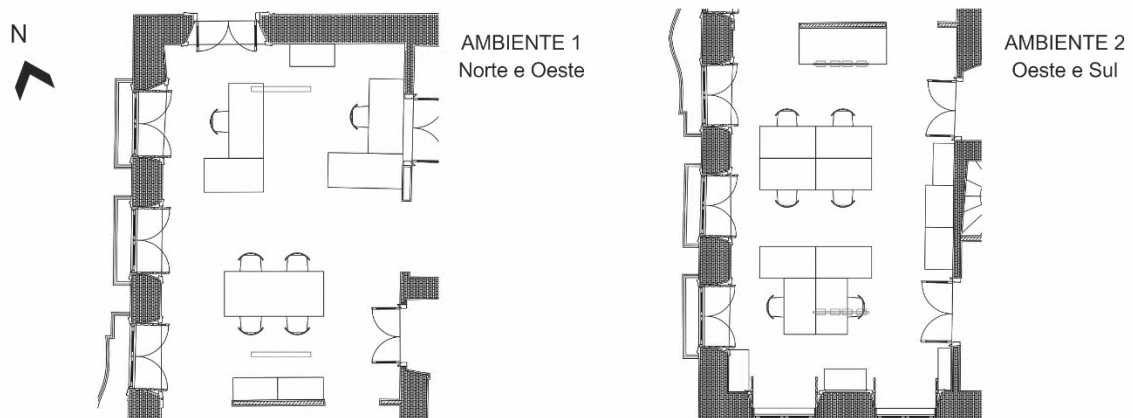 N
AMBIENTE 1
Norte e Oeste
AMBIENTE 2
Oeste e Sul